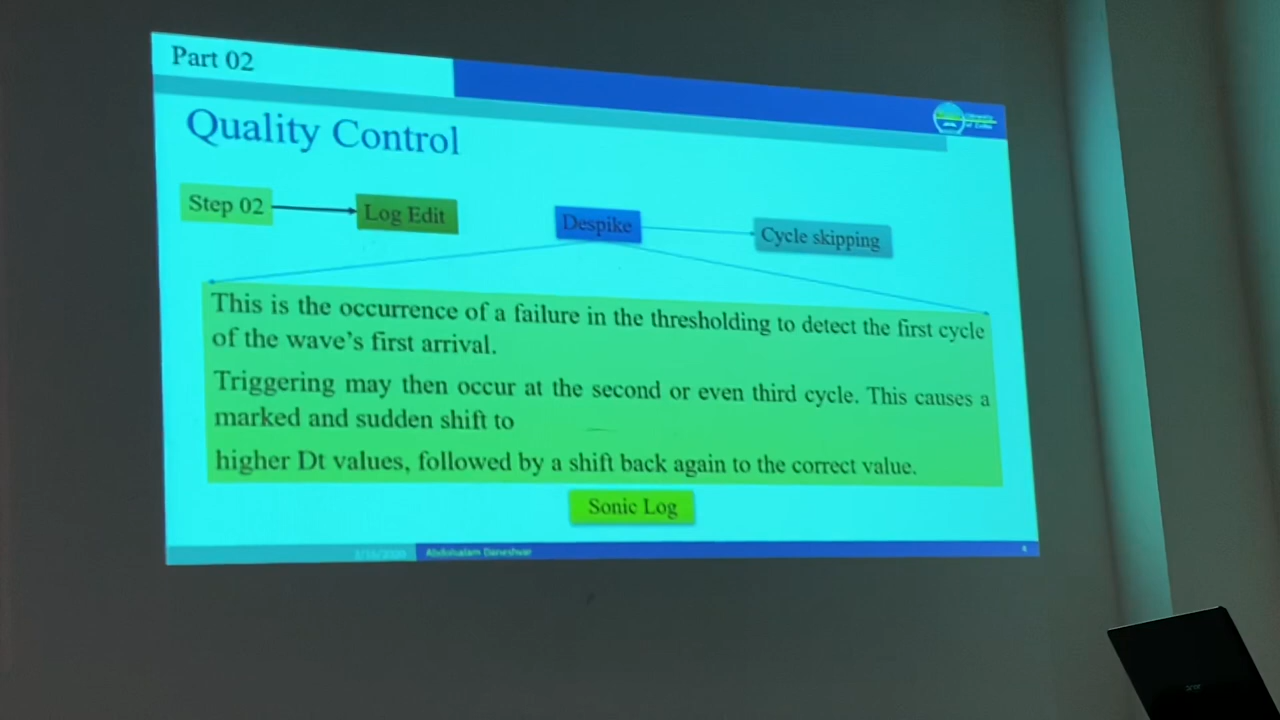 Part 02
Quality Control
Step 02
Log Edit
Despike
Cycle skipping
This is the occurrence of a failure in the thresholding to detect the first cycle
of the wave's first arrival.
Triggering may then occur at the second or even third cycle. This causes a
marked and sudden shift to
higher Dt values, followed by a shift back again to the correct value.
Sonic Log
Abdolsalam Daneshwar
acer